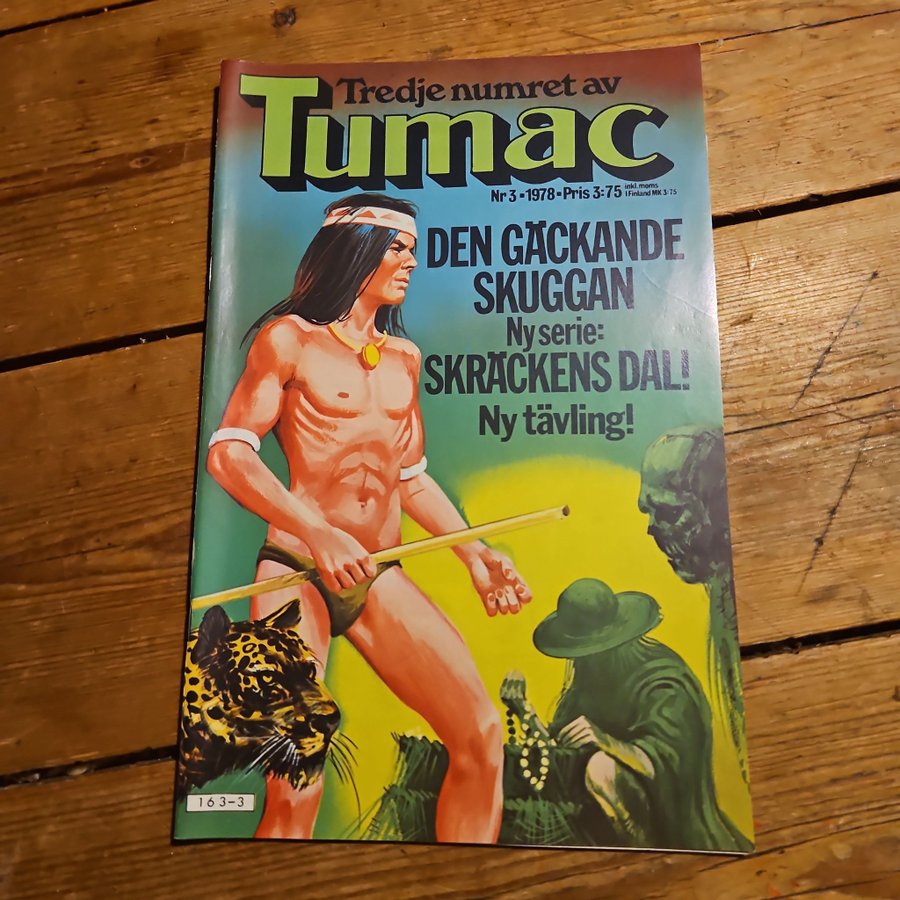 Tredje numret av
Tumac
Nr 3 ▪ 1978 ▪ Pris 3:75 inkl. moms
I Finland MK 3:75
DEN GÄCKANDE
SKUGGAN
Ny serie:
SKRÄCKENS DAL!
Ny tävling!
163-3